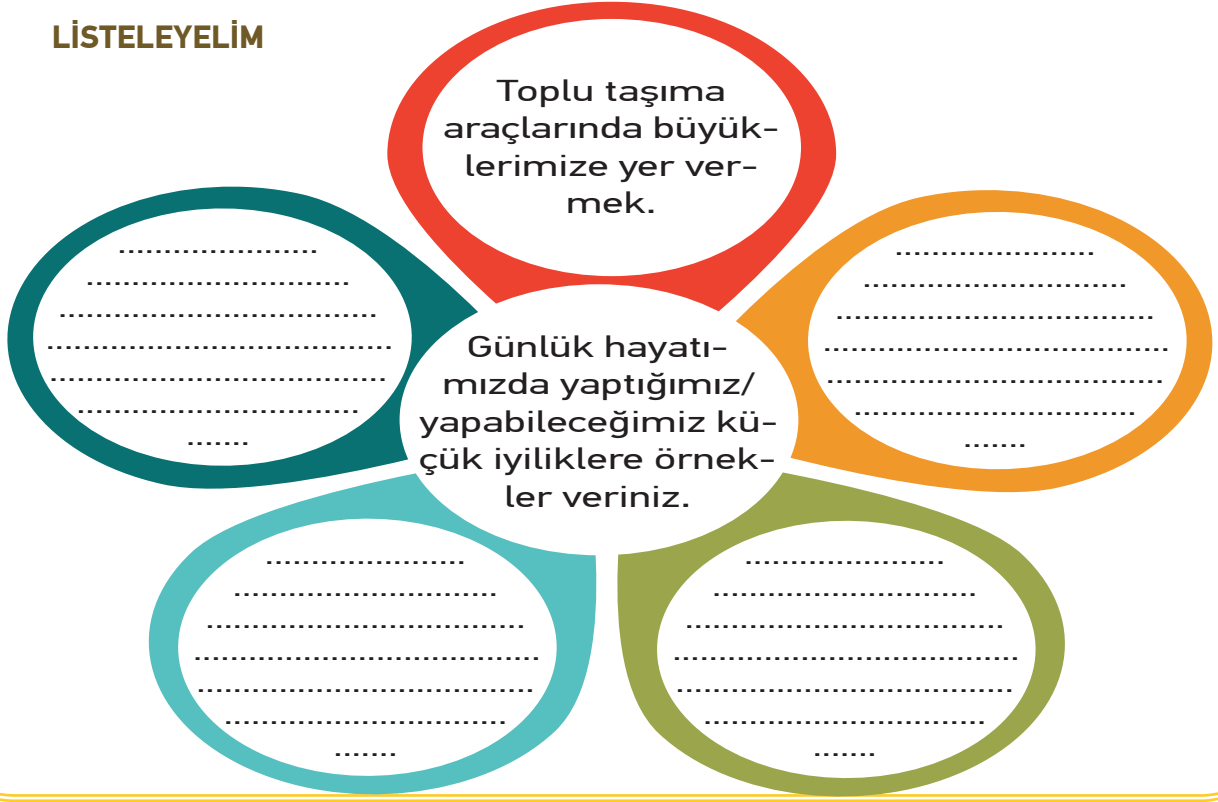 LİSTELEYELİM
Toplu taşıma
araçlarında büyük-
lerimize yer ver-
mek.
Günlük hayatı-
mızda yaptığımız/
yapabileceğimiz kü-
çük iyiliklere örnek-
ler veriniz.